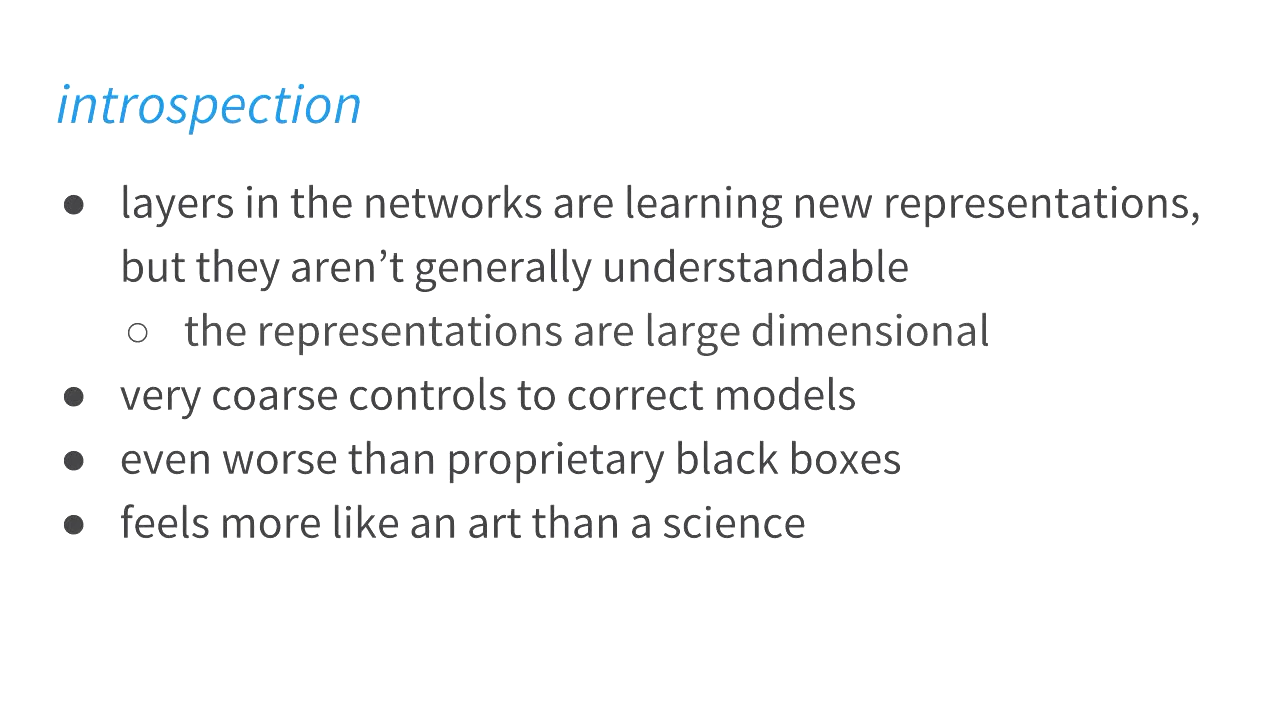 introspection
● layers in the networks are learning new representations,
but they aren’t generally understandable
○ the representations are large dimensional
● very coarse controls to correct models
● even worse than proprietary black boxes
● feels more like an art than a science